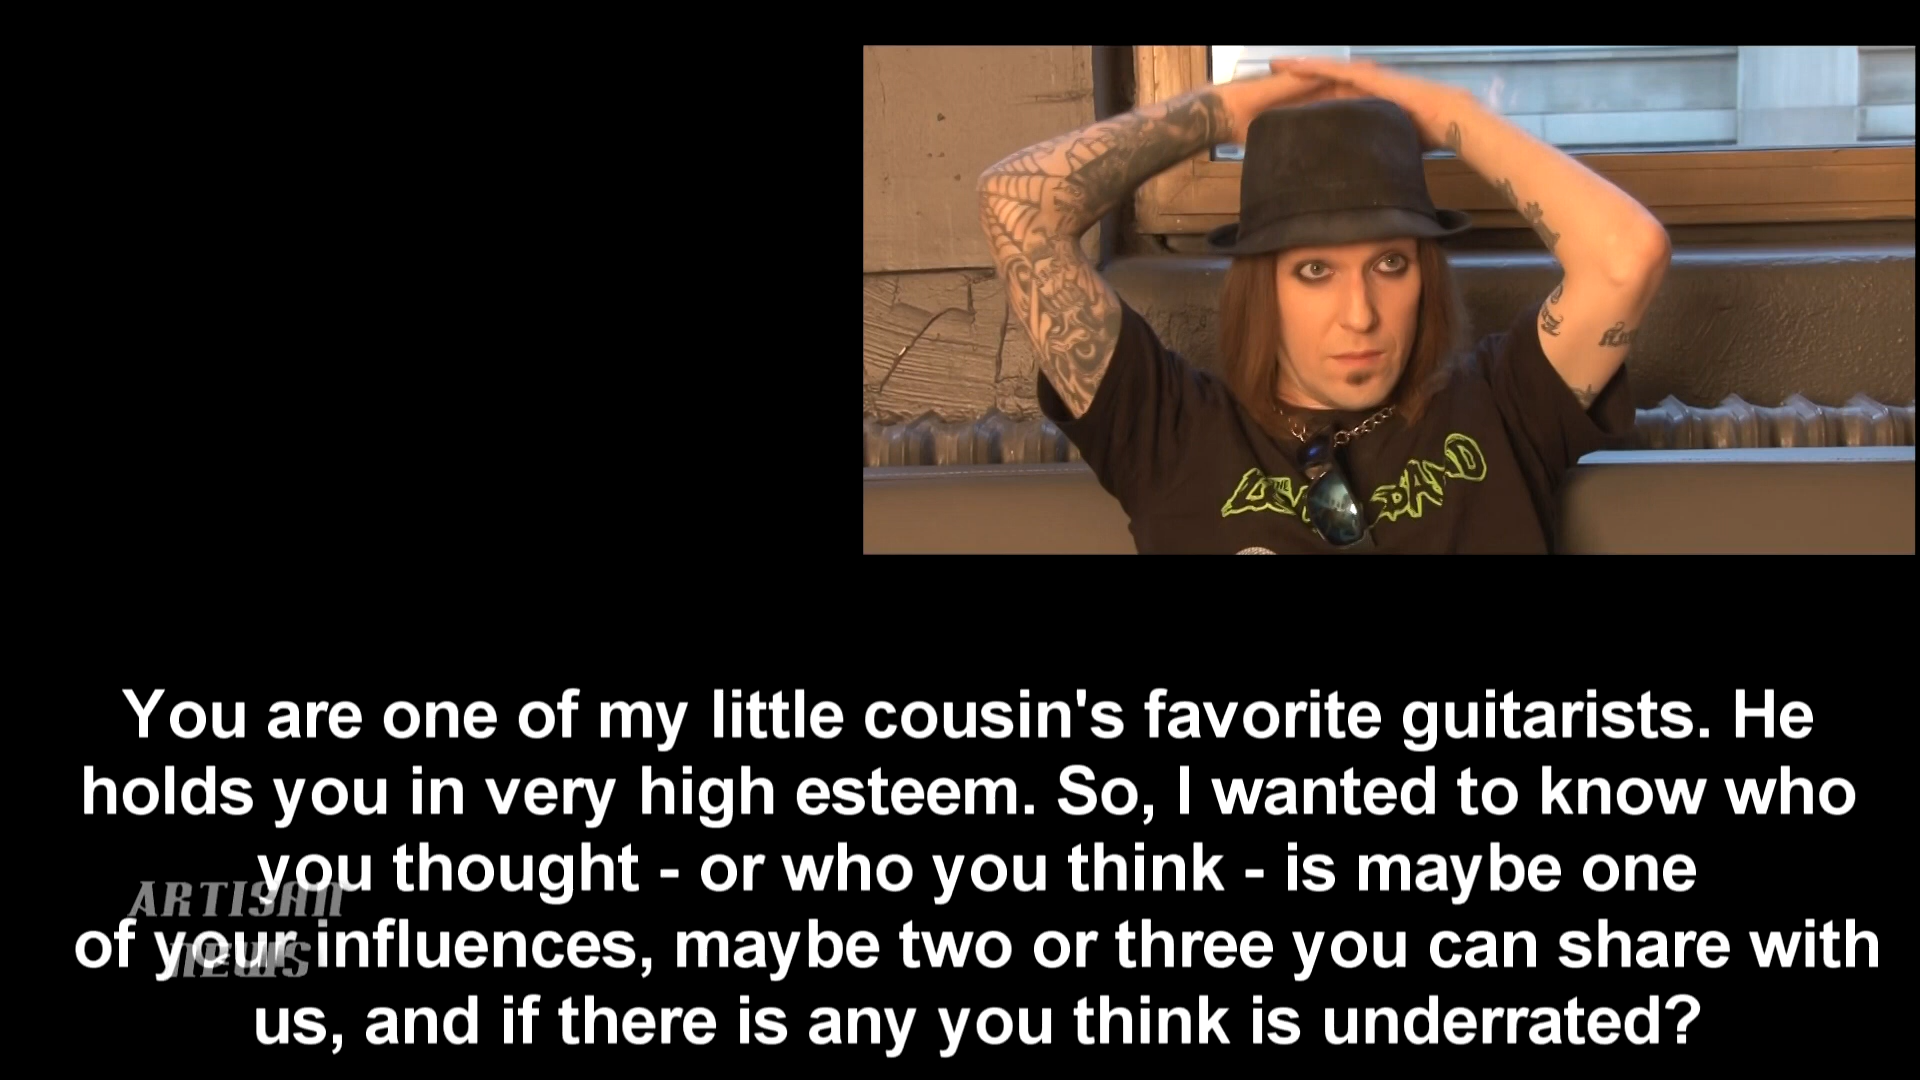 THE
BAND
You are one of my little cousin's favorite guitarists. He
holds you in very high esteem. So, I wanted to know who
you thought - or who you think - is maybe one
of your influences, maybe two or three you can share with
us, and if there is any you think is underrated?
ARTISAN
NEWS